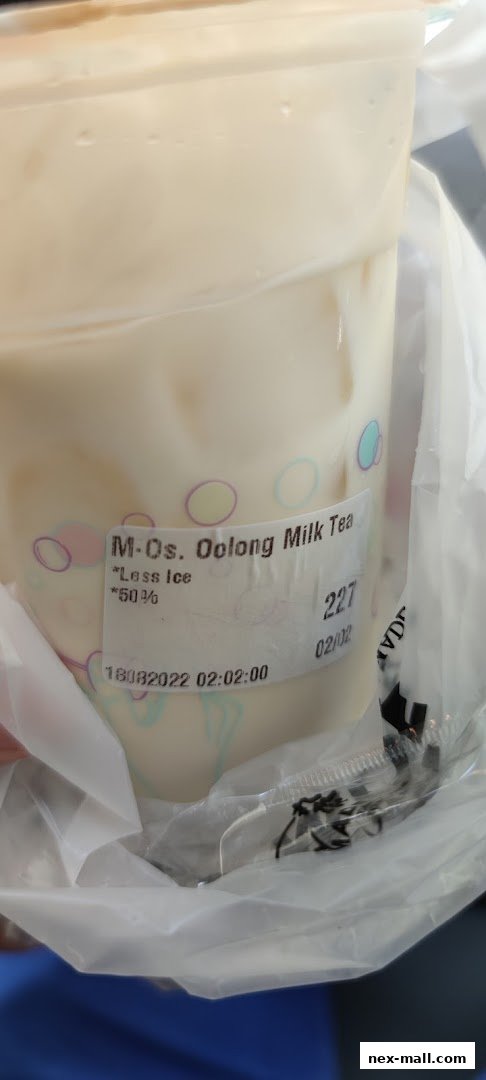 M-Os. Oolong Milk Tea
*Less Ice
*50%
227
02/02
18082022 02:02:00
nex-mall.com